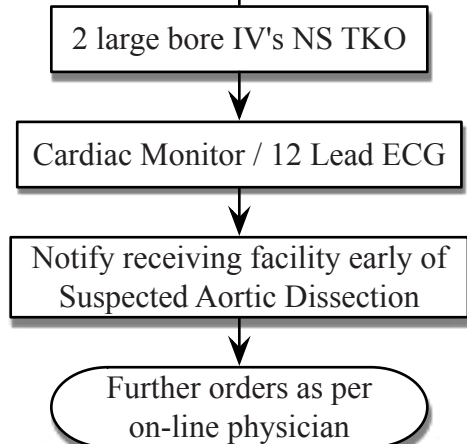 2 large bore IV's NS TKO
Cardiac Monitor / 12 Lead ECG
Notify receiving facility early of
Suspected Aortic Dissection
Further orders as per
on-line physician